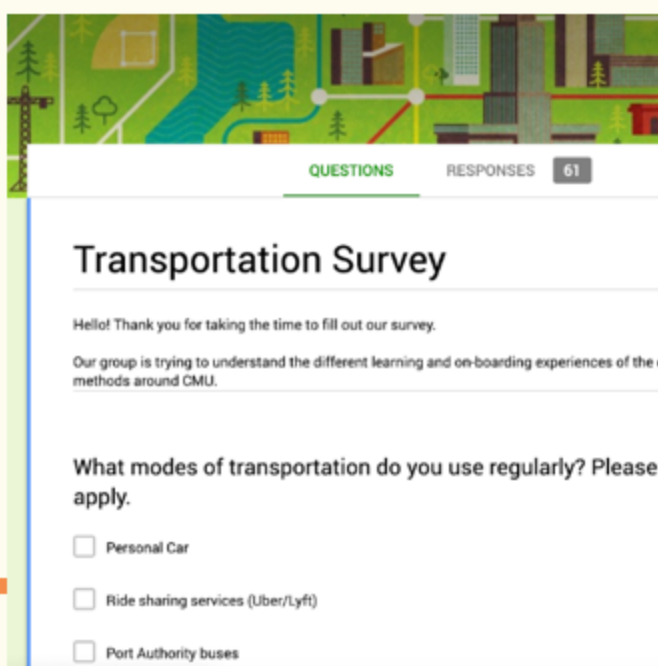 QUESTIONS RESPONSES 61
Transportation Survey
Hello! Thank you for taking the time to fill out our survey.
Our group is trying to understand the different learning and on-boarding experiences of the
methods around CMU.
What modes of transportation do you use regularly? Please
apply.
Personal Car
Ride sharing services (Uber/Lyft)
Port Authority buses